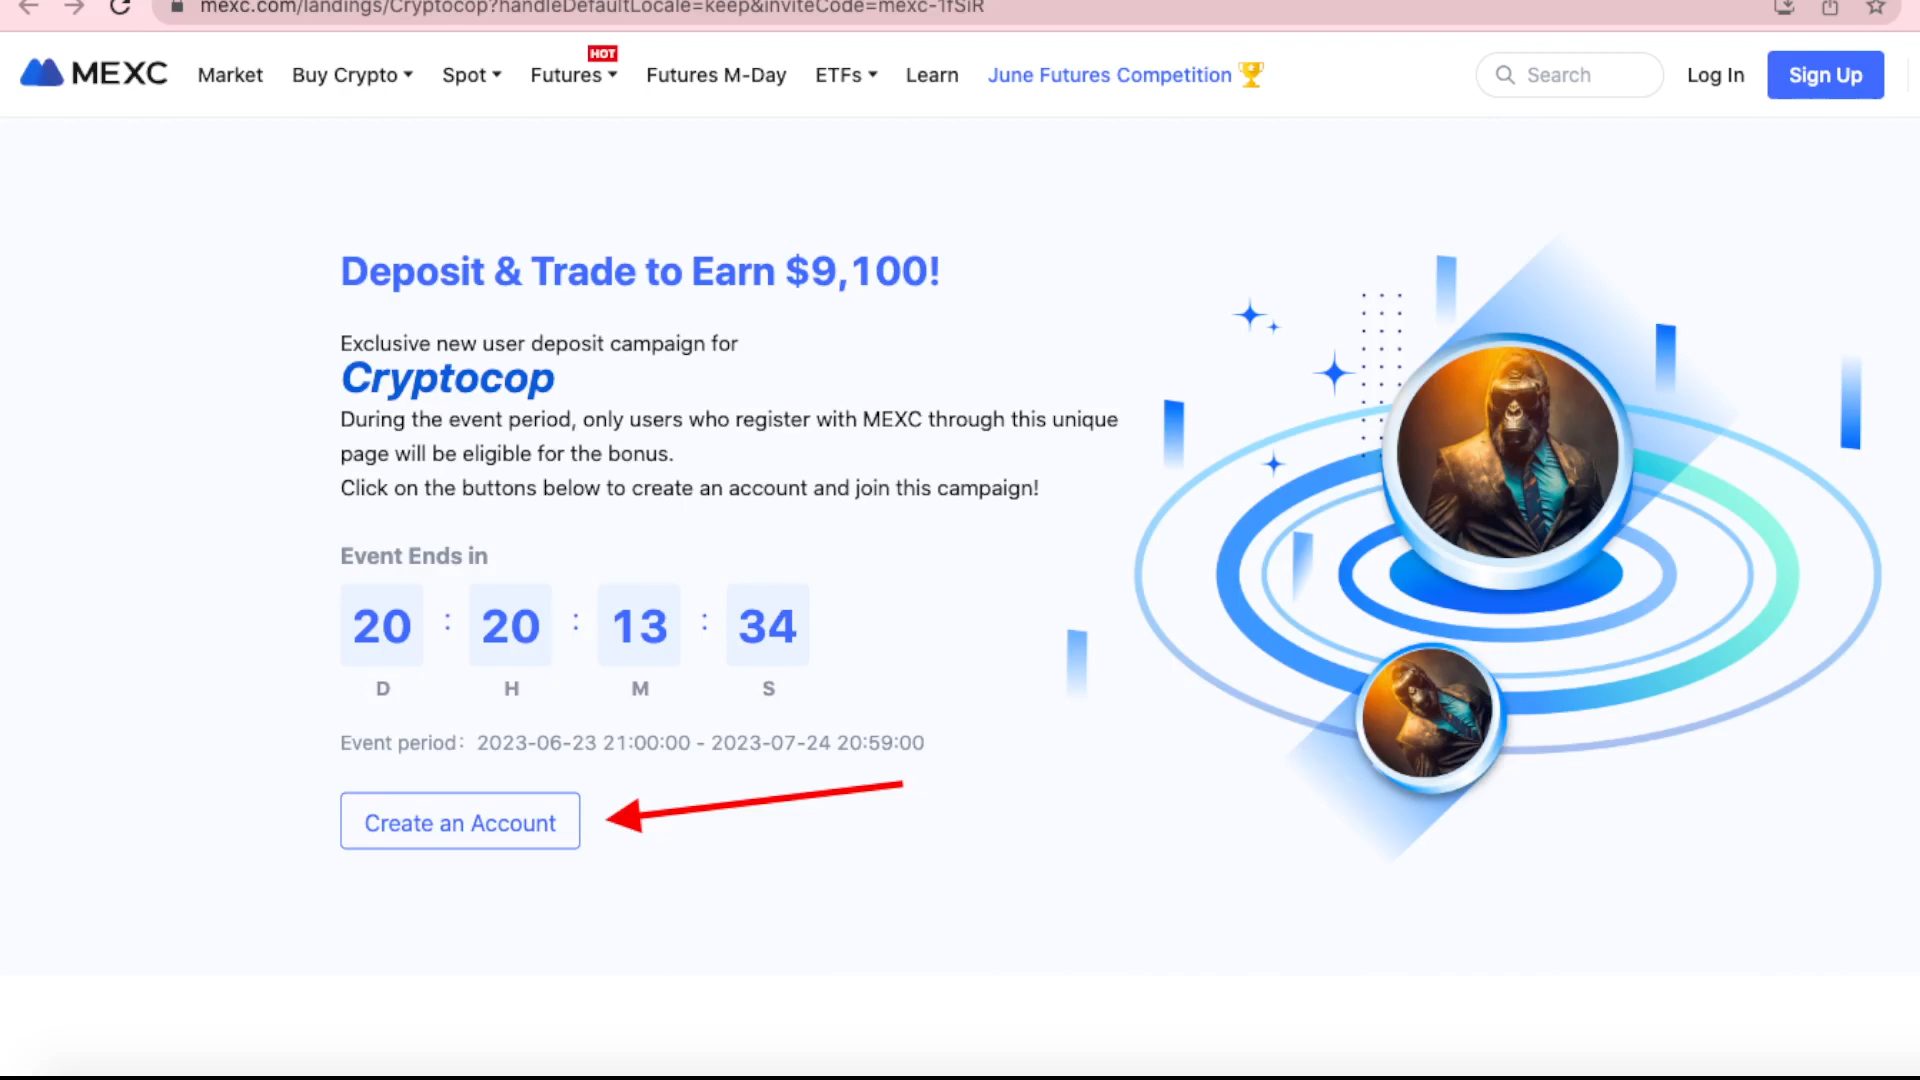 mexc.com/landings/Cryptocop?handleDefaultLocale=keep&inviteCode=mexc-1fSiR
MEXC Market Buy Crypto Spot Futures HOT Futures M-Day ETFs Learn June Futures Competition Search Log In Sign Up
Deposit & Trade to Earn $9,100!
Exclusive new user deposit campaign for
Cryptocop
During the event period, only users who register with MEXC through this unique
page will be eligible for the bonus.
Click on the buttons below to create an account and join this campaign!
Event Ends in
20 : 20 : 13 : 34
D H M S
Event period: 2023-06-23 21:00:00 - 2023-07-24 20:59:00
Create an Account